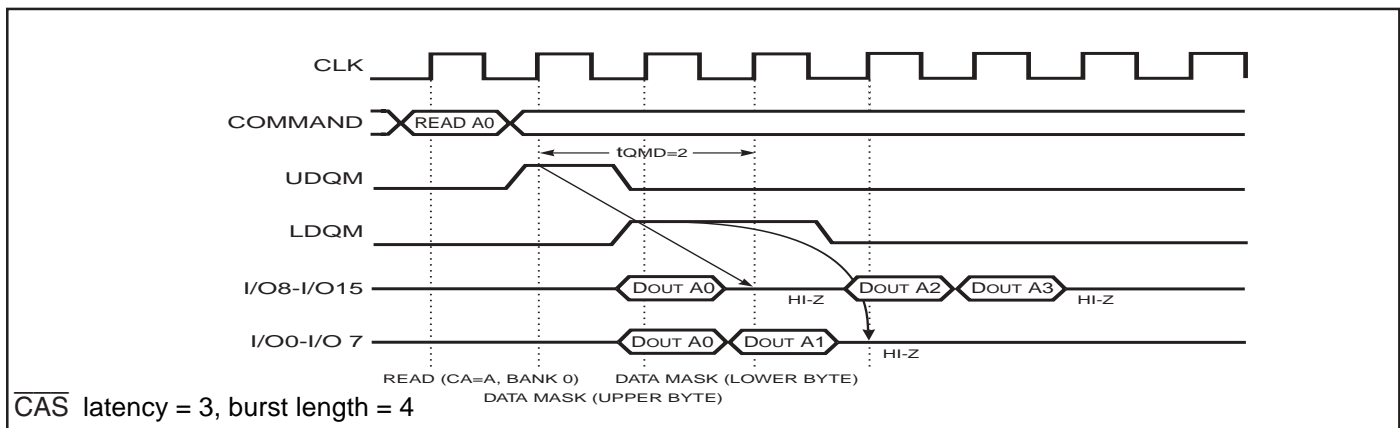 CLK
COMMAND READ A0
tQMD=2
UDQM
LDQM
I/O8-I/O15 DOUT A0 HI-Z DOUT A2 DOUT A3 HI-Z
I/O0-I/O 7 DOUT A0 DOUT A1 HI-Z
READ (CA=A, BANK 0) DATA MASK (LOWER BYTE)
DATA MASK (UPPER BYTE)
CAS latency = 3, burst length = 4